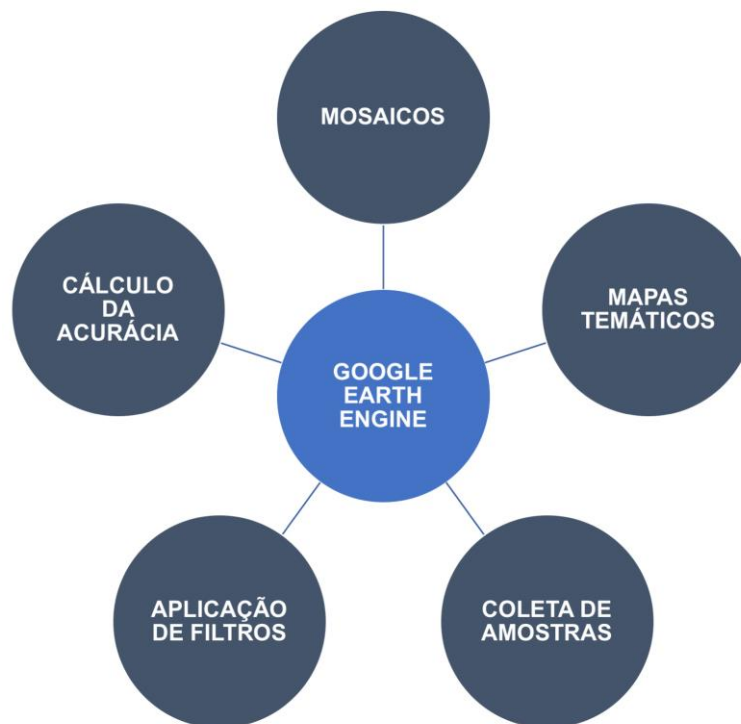 MOSAICOS
CÁLCULO
DA
ACURÁCIA
MAPAS
TEMÁTICOS
GOOGLE
EARTH
ENGINE
APLICAÇÃO
DE FILTROS
COLETA DE
AMOSTRAS